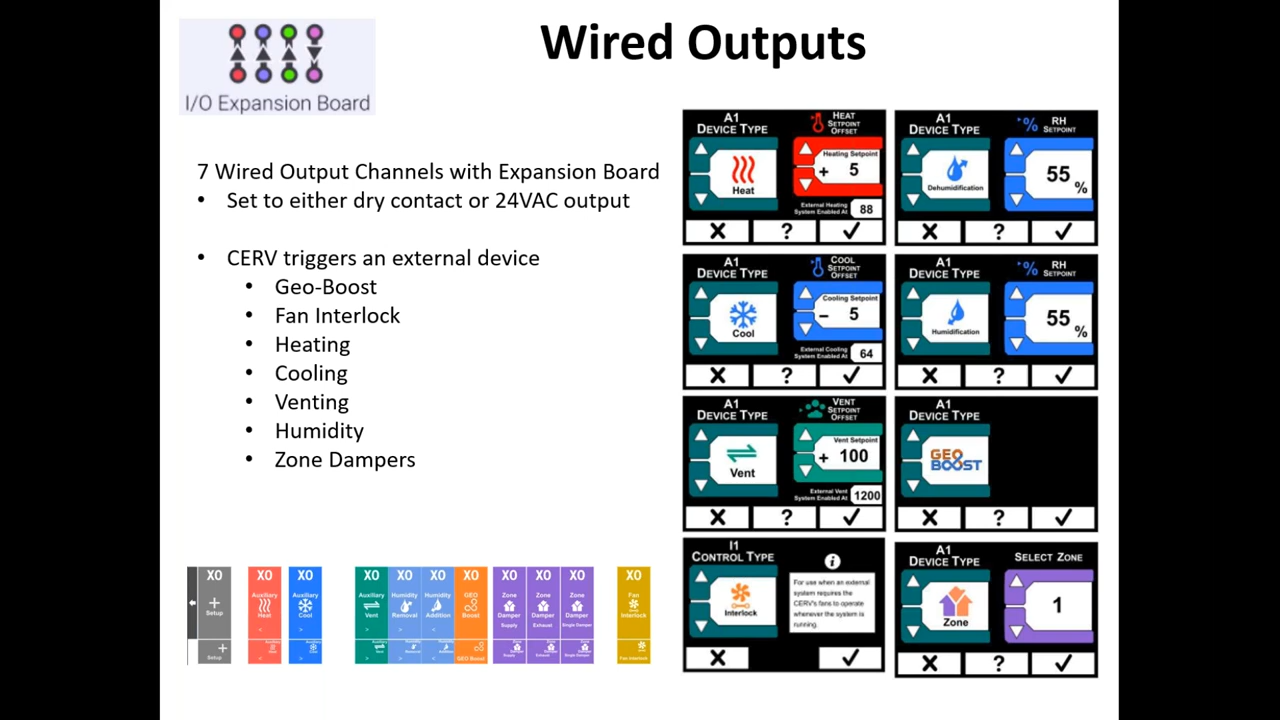 Wired Outputs
I/O Expansion Board
7 Wired Output Channels with Expansion Board
• Set to either dry contact or 24VAC output
• CERV triggers an external device
• Geo-Boost
• Fan Interlock
• Heating
• Cooling
• Venting
• Humidity
• Zone Dampers
A1
DEVICE TYPE
HEAT
SETPOINT
OFFSET
Heat
Heating Setpoint
+ 5
External Heating
System Enabled At
88
X ? ✓
A1
DEVICE TYPE
% RH
SETPOINT
Dehumidification
55 %
X ? ✓
A1
DEVICE TYPE
COOL
SETPOINT
OFFSET
Cool
Cooling Setpoint
- 5
External Cooling
System Enabled At
64
X ? ✓
A1
DEVICE TYPE
% RH
SETPOINT
Humidification
55 %
X ? ✓
A1
DEVICE TYPE
VENT
SETPOINT
OFFSET
Vent
Vent Setpoint
+ 100
External Vent
System Enabled At
1200
X ? ✓
A1
DEVICE TYPE
GEO
BOOST
X ? ✓
I1
CONTROL TYPE
Interlock
i
For use when an external
system requires the
CERV's fans to operate
whenever the system is
running.
X ✓
A1
DEVICE TYPE
SELECT ZONE
Zone
1
X ? ✓
XO
Setup
Setup
XO
Auxiliary
Heat
XO
Auxiliary
Cool
XO
Auxiliary
Vent
XO
Humidity
Removal
XO
Humidity
Addition
XO
GEO
Boost
GEO Boost
XO
Zone
Damper
Supply
XO
Zone
Damper
Exhaust
XO
Zone
Damper
Single Damper
XO
Fan
Interlock
Fan Interlock